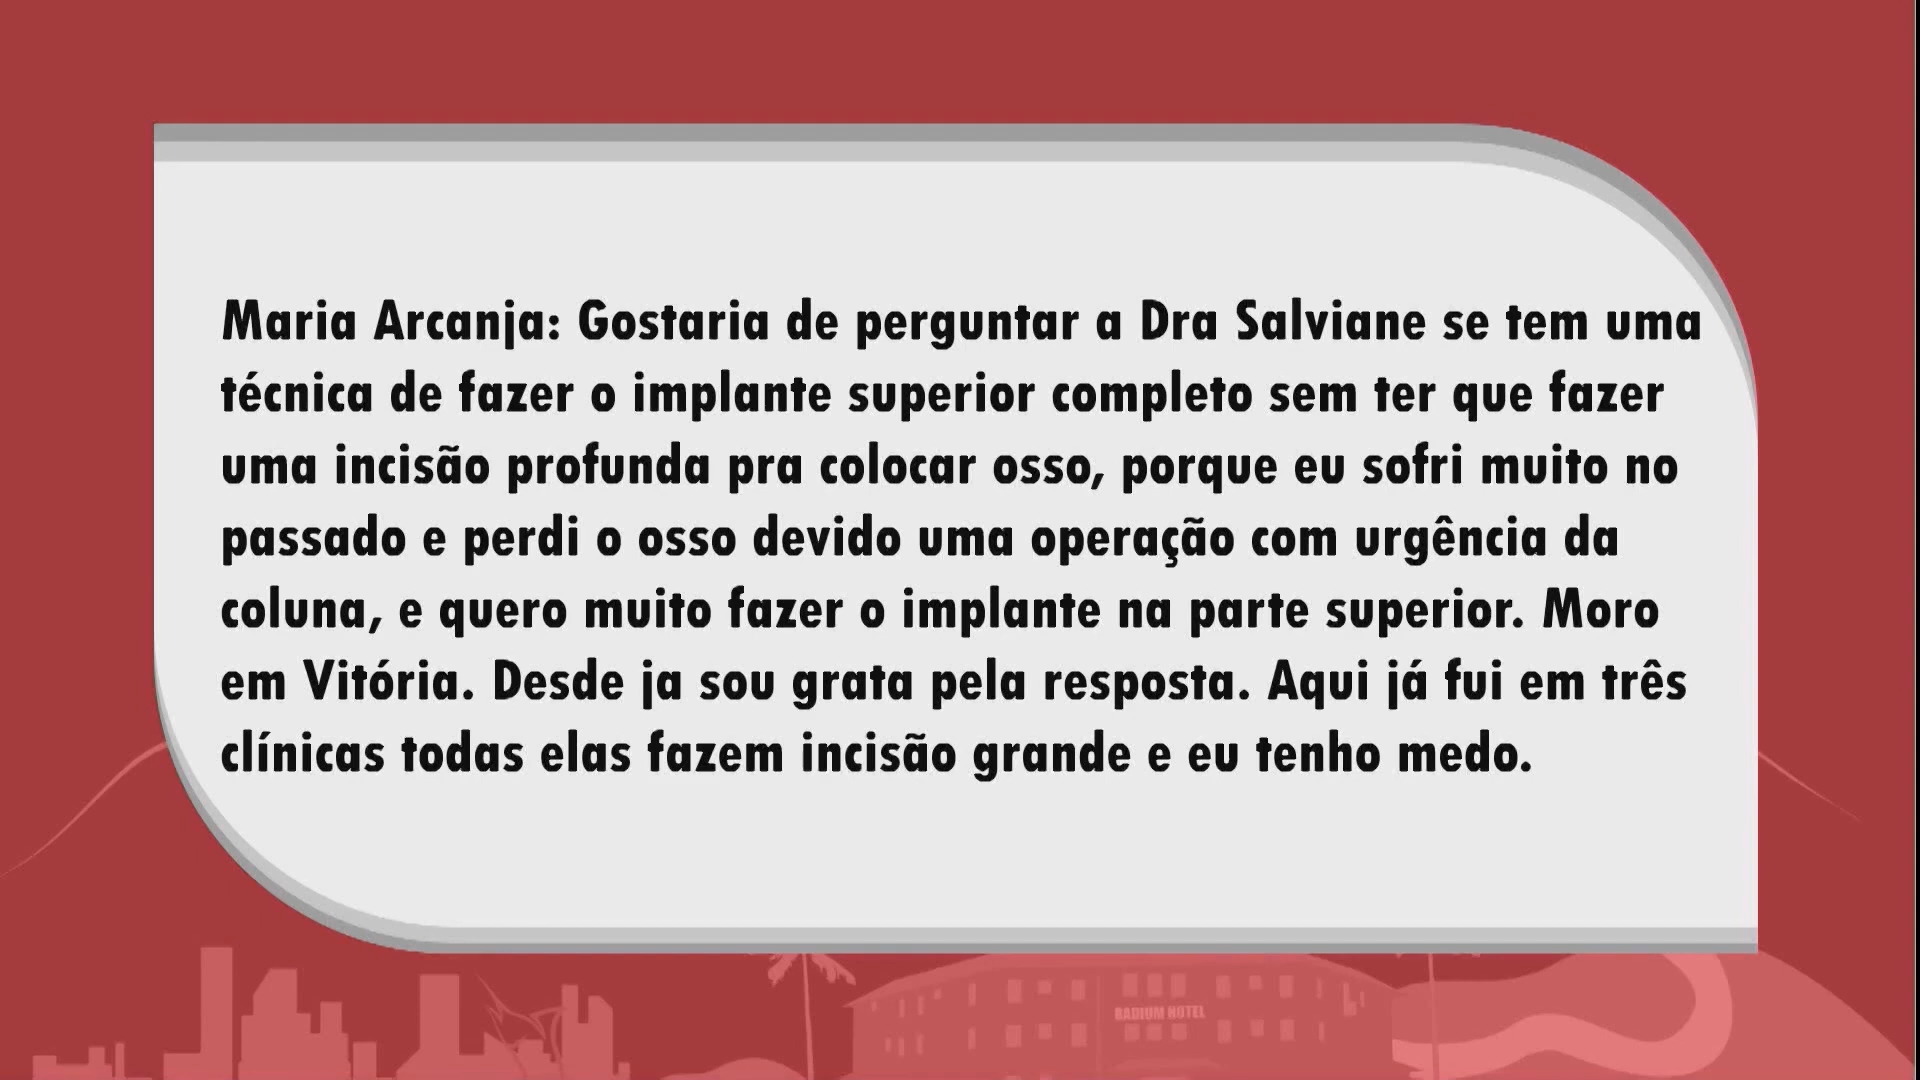 Maria Arcanja: Gostaria de perguntar a Dra Salviane se tem uma
técnica de fazer o implante superior completo sem ter que fazer
uma incisão profunda pra colocar osso, porque eu sofri muito no
passado e perdi o osso devido uma operação com urgência da
coluna, e quero muito fazer o implante na parte superior. Moro
em Vitória. Desde ja sou grata pela resposta. Aqui já fui em três
clínicas todas elas fazem incisão grande e eu tenho medo.
RADIUM HOTEL